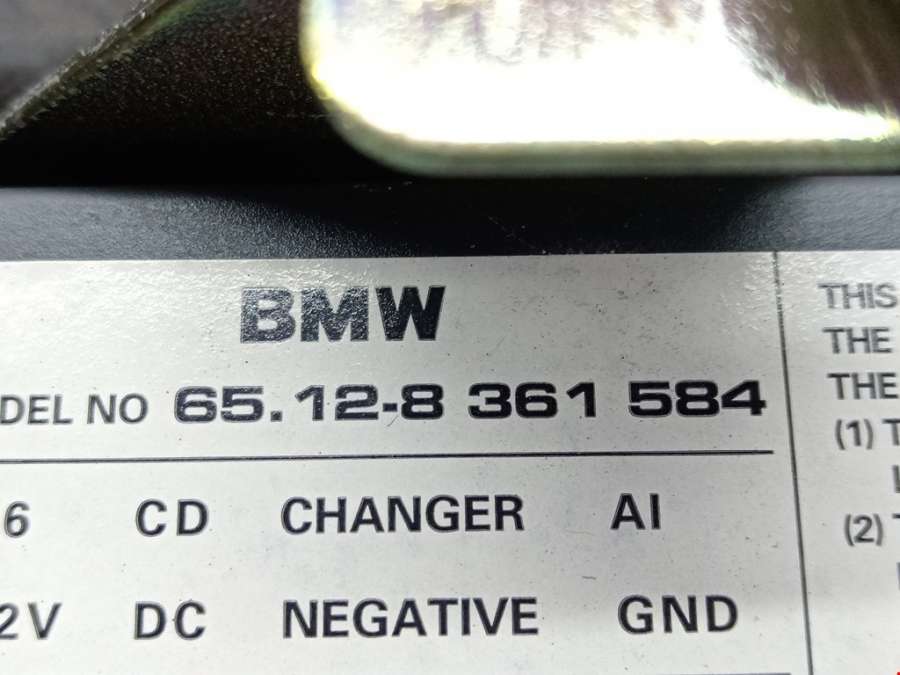 BMW
DEL NO 65.12-8 361 584
6 CD CHANGER AI
2V DC NEGATIVE GND
THIS
THE
THE
(1) T
L
(2) T